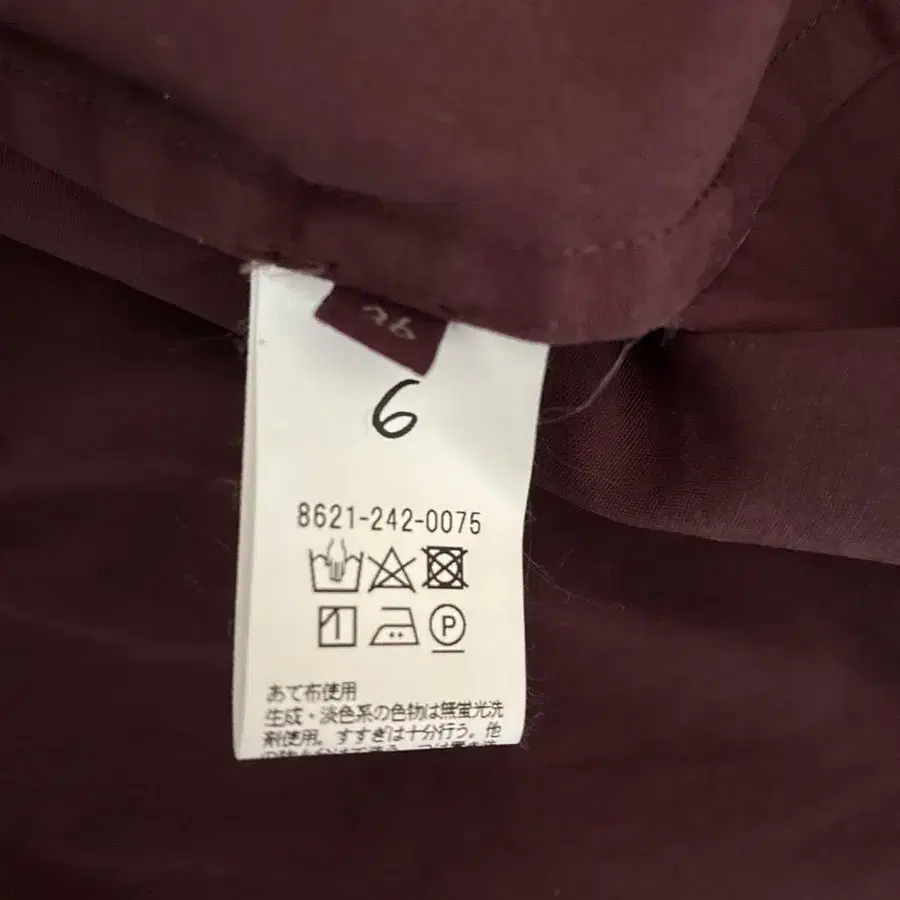 6
8621-242-0075
P
あて布使用
生成・淡色系の色物は無蛍光洗
剤使用。すすぎは十分行う。他